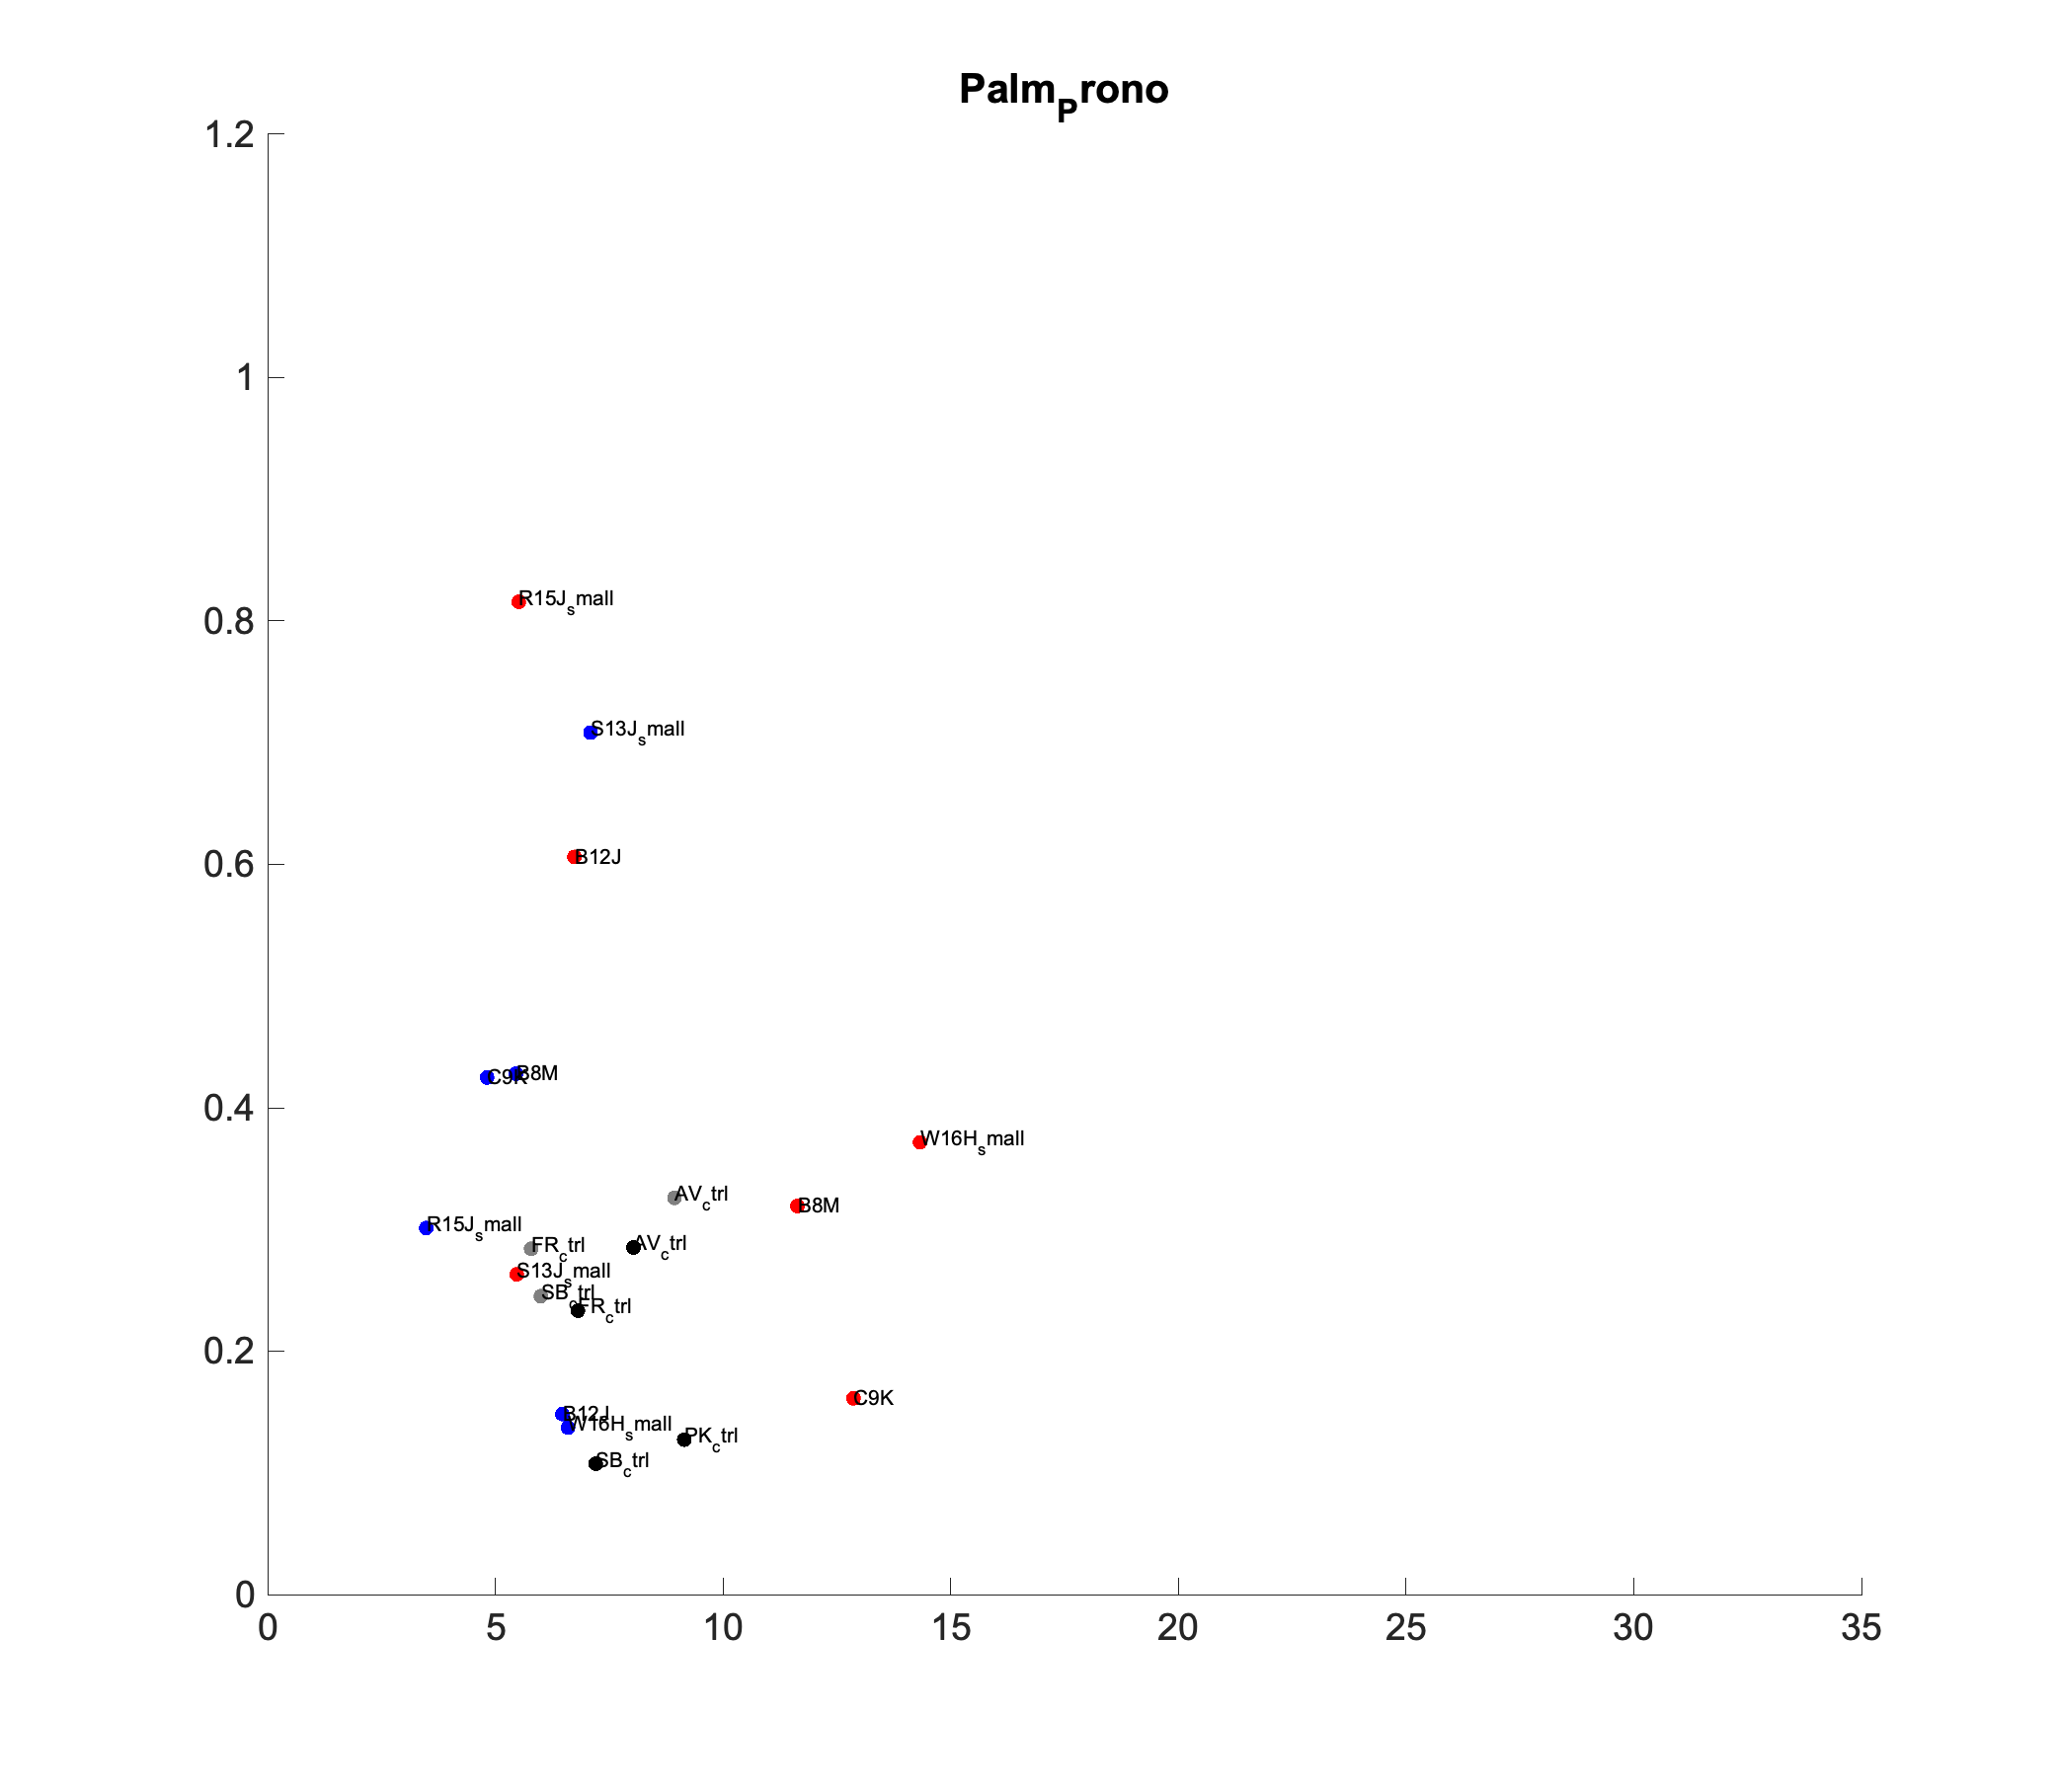 Palm_Prono
1.2
1
0.8
0.6
0.4
0.2
0
R15J_small
S13J_small
B12J
C9K
B8M
W16H_small
AV_ctrl
B8M
R15J_small
FR_ctrl
AV_ctrl
S13J_small
SB_ctrl
FR_ctrl
C9K
B12J
W16H_small
PK_ctrl
SB_ctrl
0 5 10 15 20 25 30 35